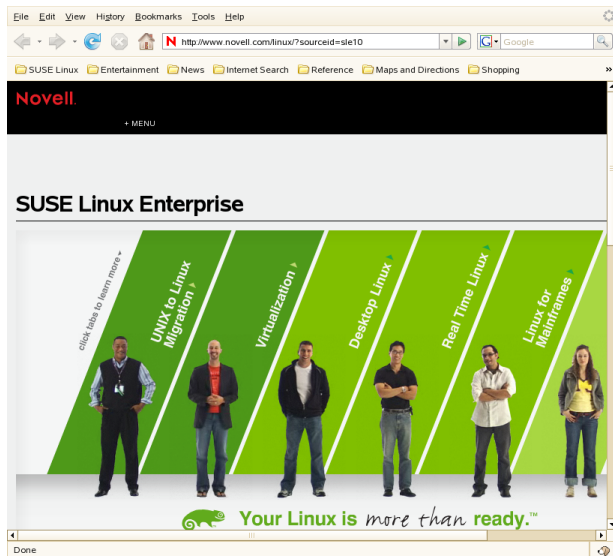 File Edit View History Bookmarks Tools Help
N http://www.novell.com/linux/?sourceid=sle10 G Google
SUSE Linux Entertainment News Internet Search Reference Maps and Directions Shopping »
Novell.
+ MENU
SUSE Linux Enterprise
click tabs to learn more
UNIX to Linux
Migration
Virtualization
Desktop Linux
Real Time Linux
Linux for
Mainframes
Your Linux is more than ready.™
Done